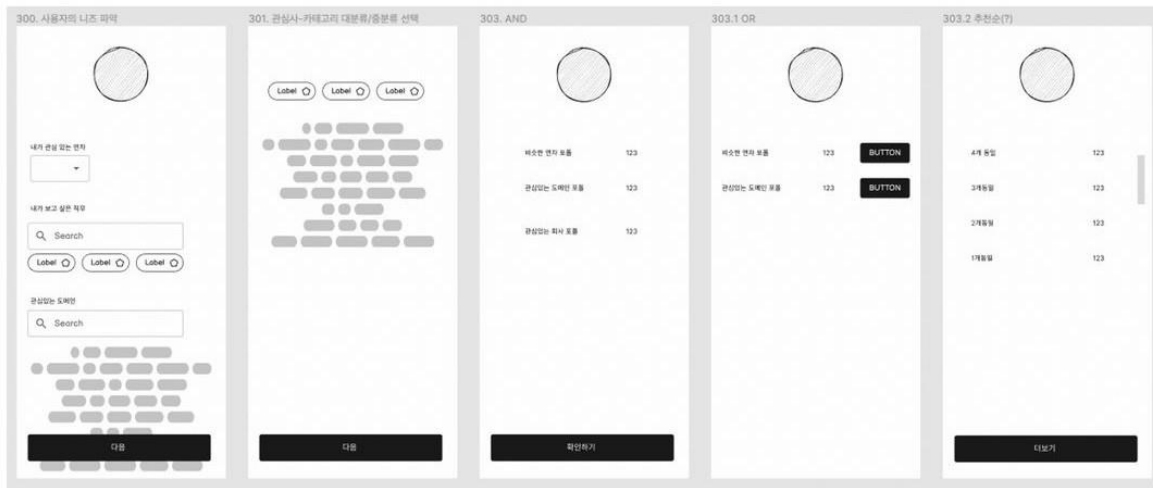 300. 사용자의 니즈 파악
내가 관심 있는 연차
내가 보고 싶은 직무
Search
Label Label Label
관심있는 도메인
Search
다음
301. 관심사-카테고리 대분류/중분류 선택
Label Label Label
다음
303. AND
비슷한 연차 포폴 123
관심있는 도메인 포폴 123
관심있는 회사 포폴 123
확인하기
303.1 OR
비슷한 연차 포폴 123 BUTTON
관심있는 도메인 포폴 123 BUTTON
303.2 추천순(?)
4개 동일 123
3개동일 123
2개동일 123
1개동일 123
더보기